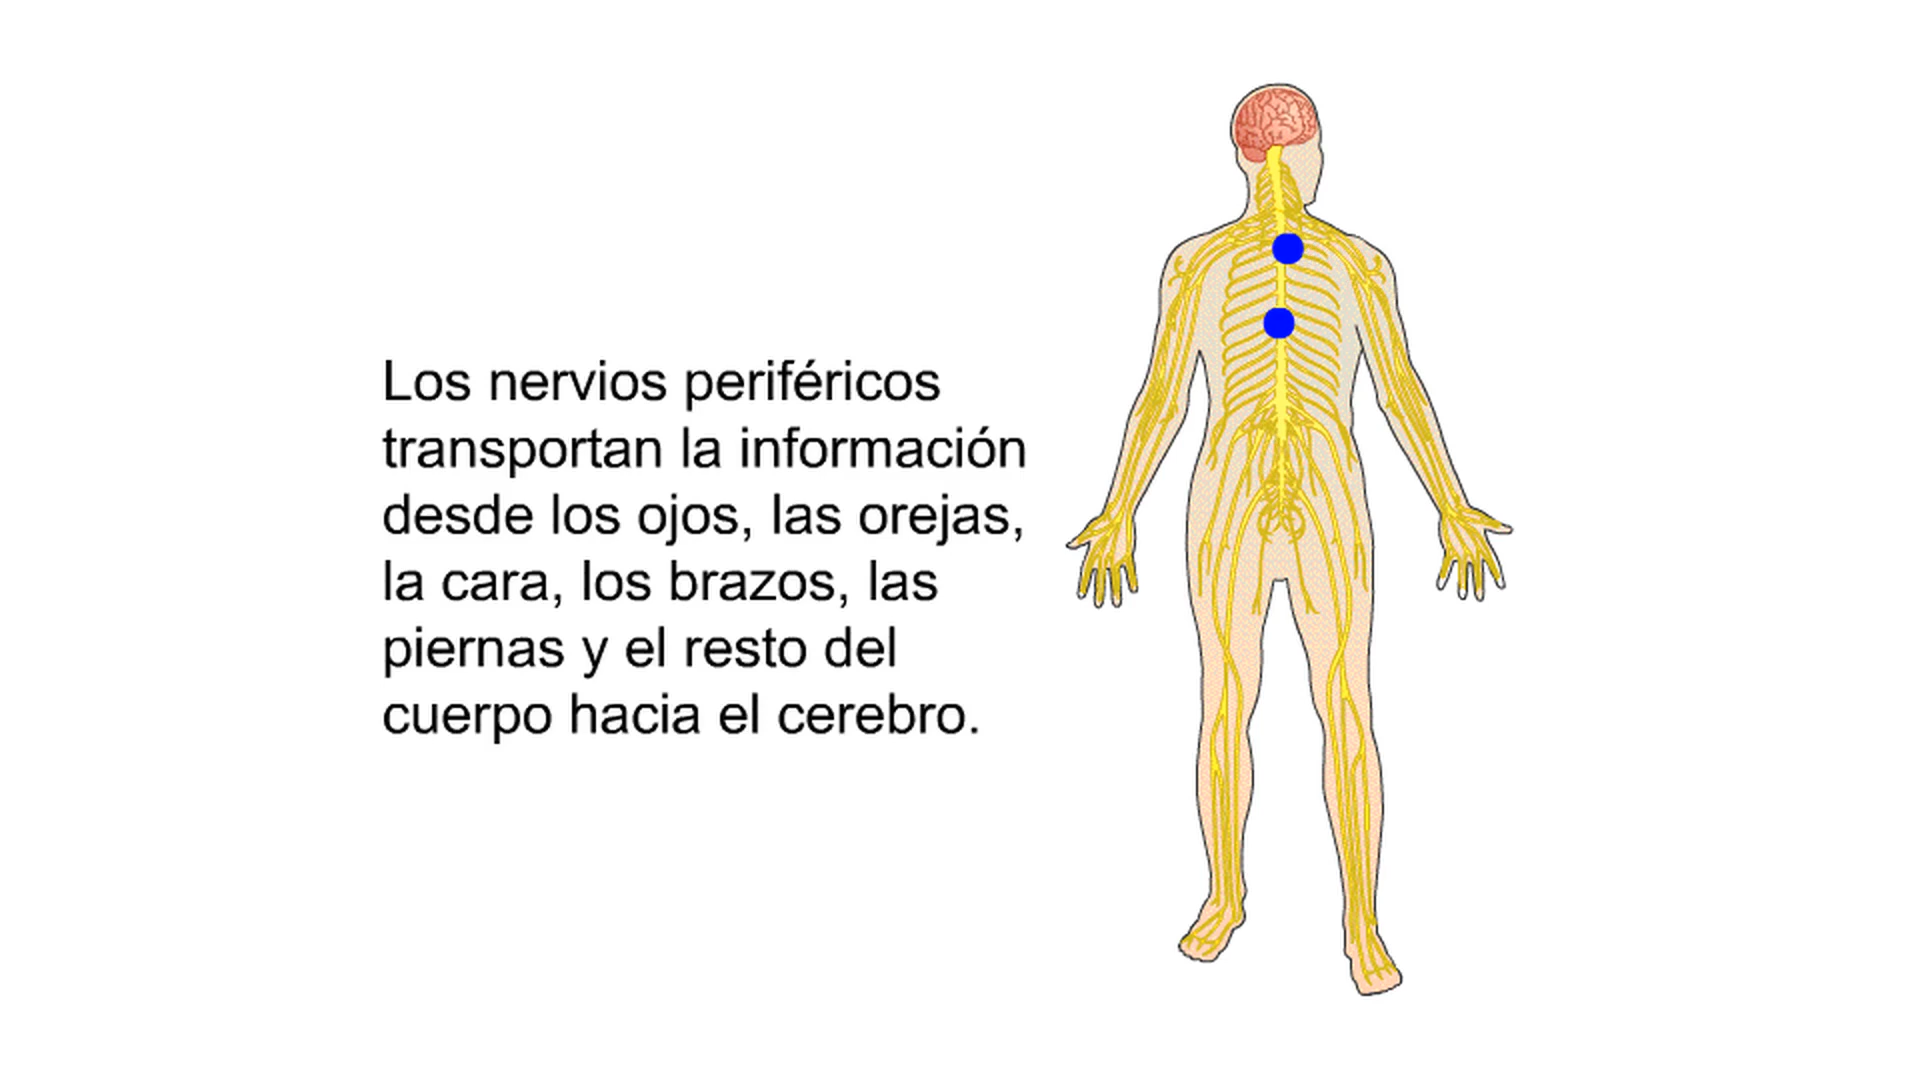 Los nervios periféricos
transportan la información
desde los ojos, las orejas,
la cara, los brazos, las
piernas y el resto del
cuerpo hacia el cerebro.